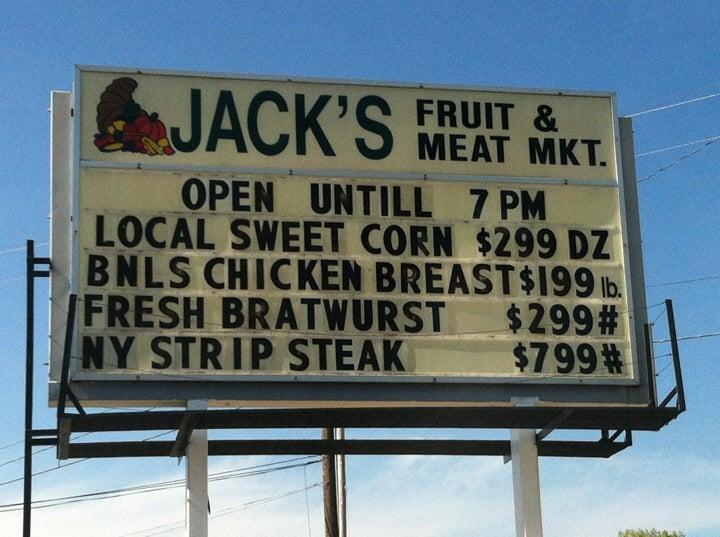 JACK'S FRUIT & MEAT MKT.
OPEN UNTILL 7 PM
LOCAL SWEET CORN $299 DZ
BNLS CHICKEN BREAST $199 lb.
FRESH BRATWURST $299#
NY STRIP STEAK $799#